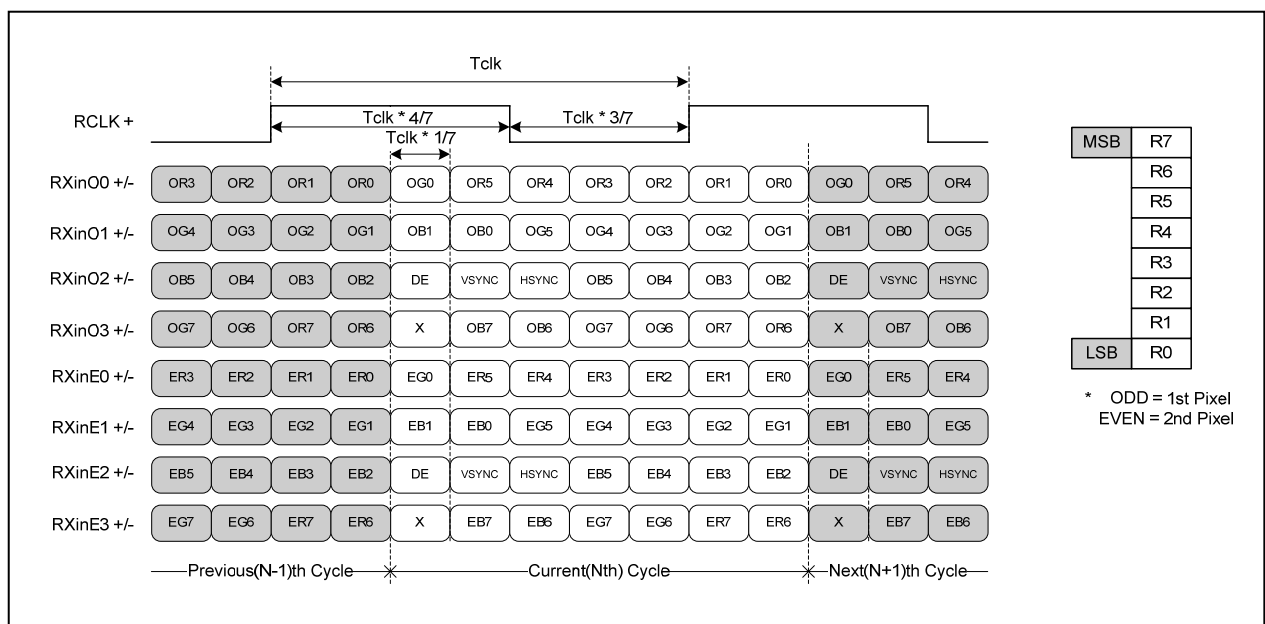 Tclk
RCLK +
Tclk * 4/7
Tclk * 3/7
Tclk * 1/7
RXinO0 +/- OR3 OR2 OR1 OR0 OG0 OR5 OR4 OR3 OR2 OR1 OR0 OG0 OR5 OR4
RXinO1 +/- OG4 OG3 OG2 OG1 OB1 OB0 OG5 OG4 OG3 OG2 OG1 OB1 OB0 OG5
RXinO2 +/- OB5 OB4 OB3 OB2 DE VSYNC HSYNC OB5 OB4 OB3 OB2 DE VSYNC HSYNC
RXinO3 +/- OG7 OG6 OR7 OR6 X OB7 OB6 OG7 OG6 OR7 OR6 X OB7 OB6
RXinE0 +/- ER3 ER2 ER1 ER0 EG0 ER5 ER4 ER3 ER2 ER1 ER0 EG0 ER5 ER4
RXinE1 +/- EG4 EG3 EG2 EG1 EB1 EB0 EG5 EG4 EG3 EG2 EG1 EB1 EB0 EG5
RXinE2 +/- EB5 EB4 EB3 EB2 DE VSYNC HSYNC EB5 EB4 EB3 EB2 DE VSYNC HSYNC
RXinE3 +/- EG7 EG6 ER7 ER6 X EB7 EB6 EG7 EG6 ER7 ER6 X EB7 EB6
Previous(N-1)th Cycle Current(Nth) Cycle Next(N+1)th Cycle
MSB R7
R6
R5
R4
R3
R2
R1
LSB R0
* ODD = 1st Pixel
EVEN = 2nd Pixel